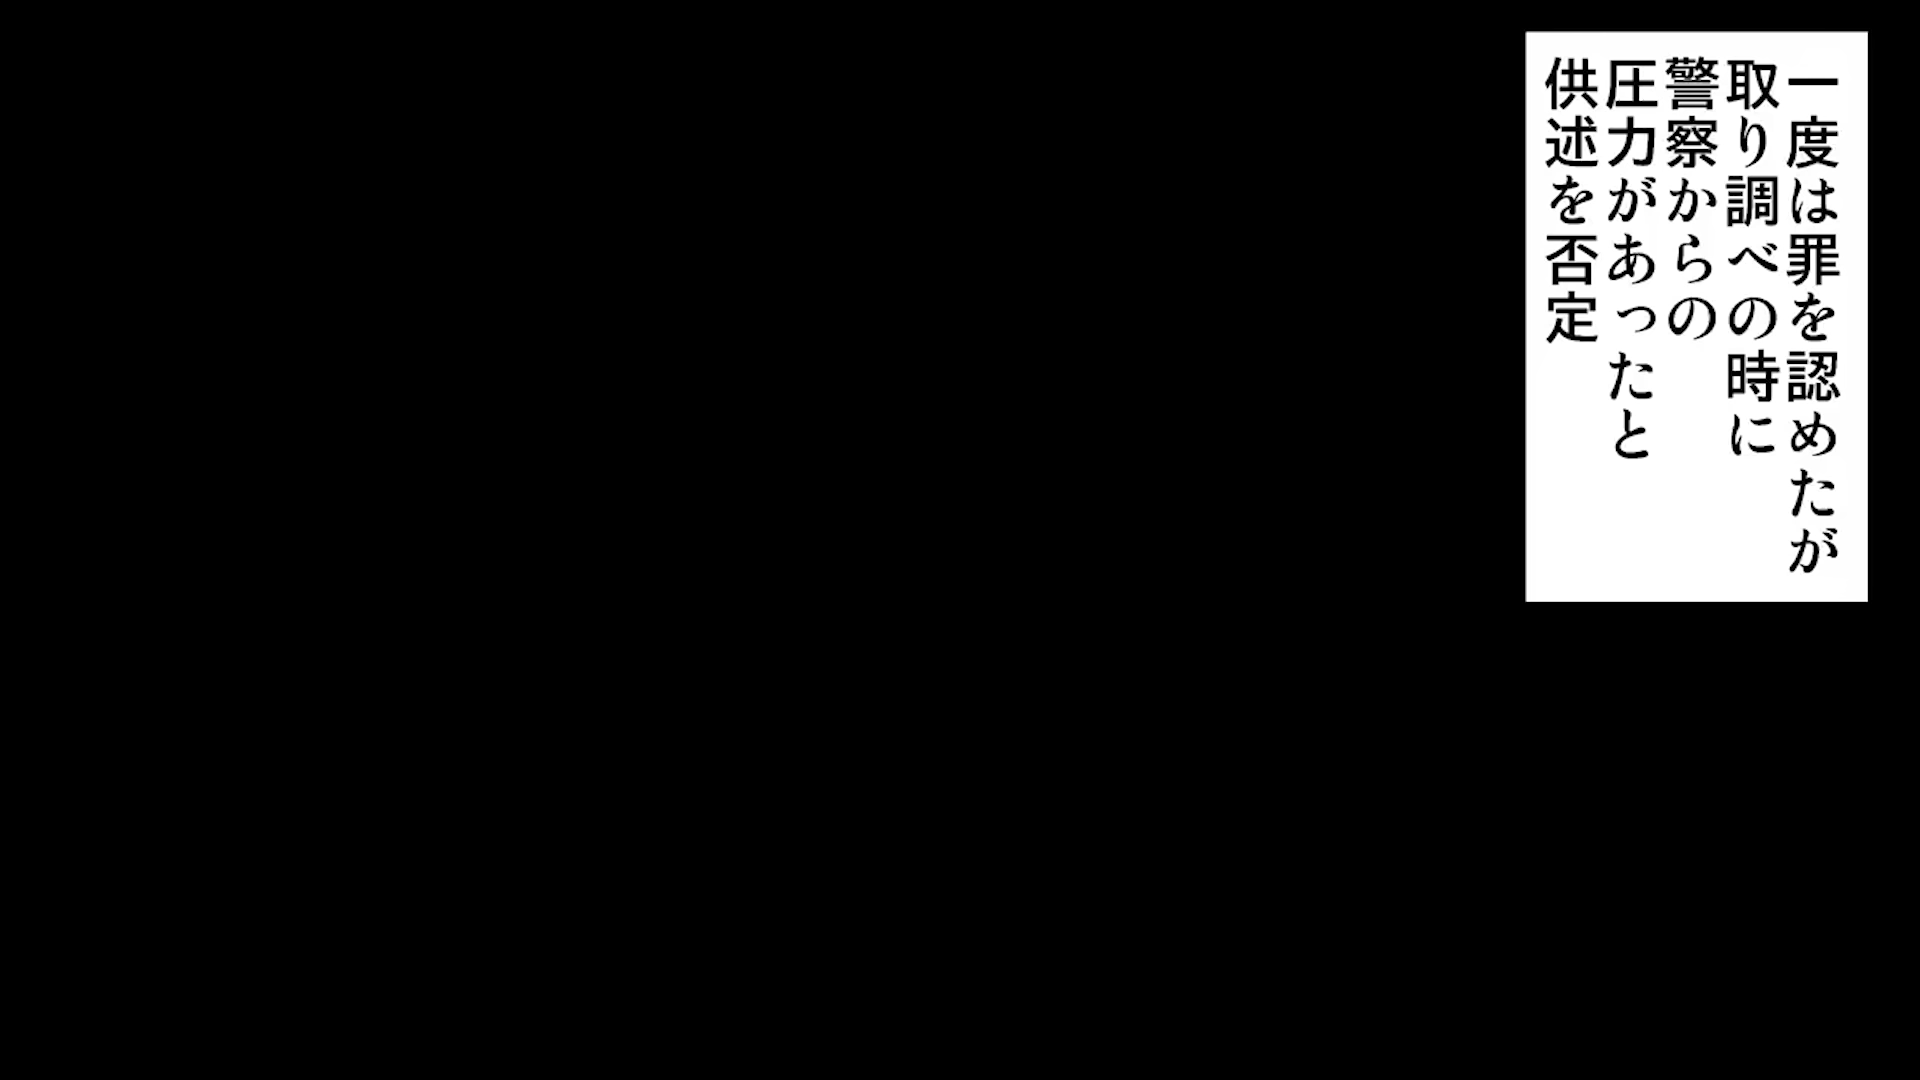 一度は罪を認めたが
取り調べの時に
警察からの
圧力があったと
供述を否定